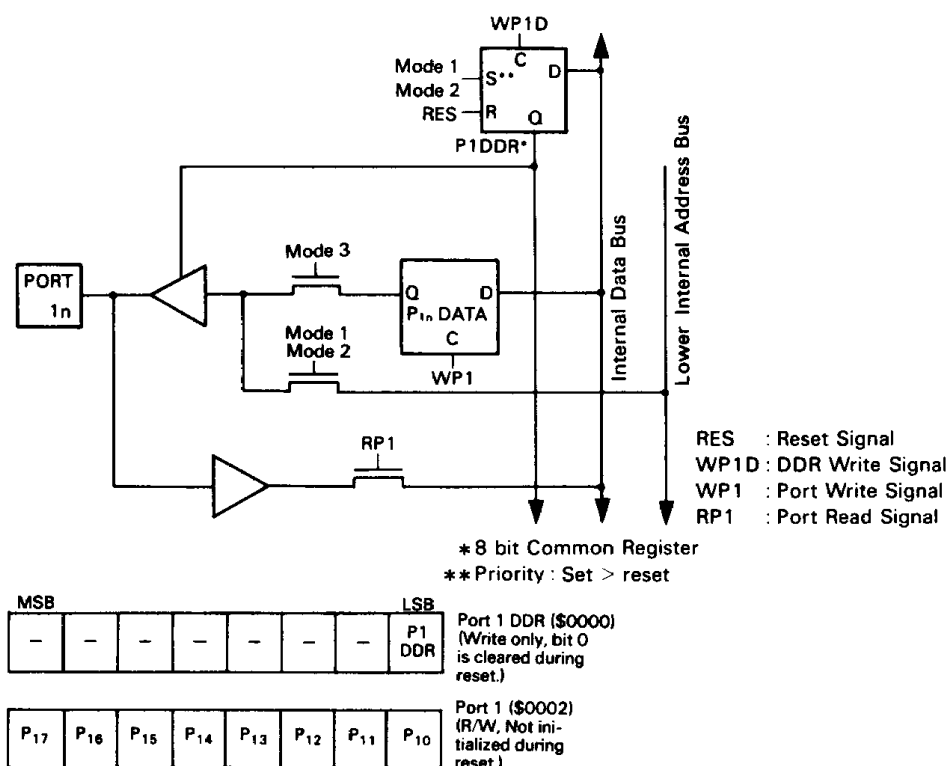 WP1D
C
Mode 1
S**
D
Mode 2
RES
R
Q
P1DDR*
Internal Data Bus
Lower Internal Address Bus
Mode 3
PORT
1n
Q
D
P1n DATA
C
Mode 1
Mode 2
WP1
RP1
RES : Reset Signal
WP1D : DDR Write Signal
WP1 : Port Write Signal
RP1 : Port Read Signal
*8 bit Common Register
**Priority : Set > reset
MSB
LSB
– – – – – – – P1
DDR
Port 1 DDR ($0000)
(Write only, bit 0
is cleared during
reset.)
P17 P16 P15 P14 P13 P12 P11 P10
Port 1 ($0002)
(R/W, Not ini-
tialized during
reset.)